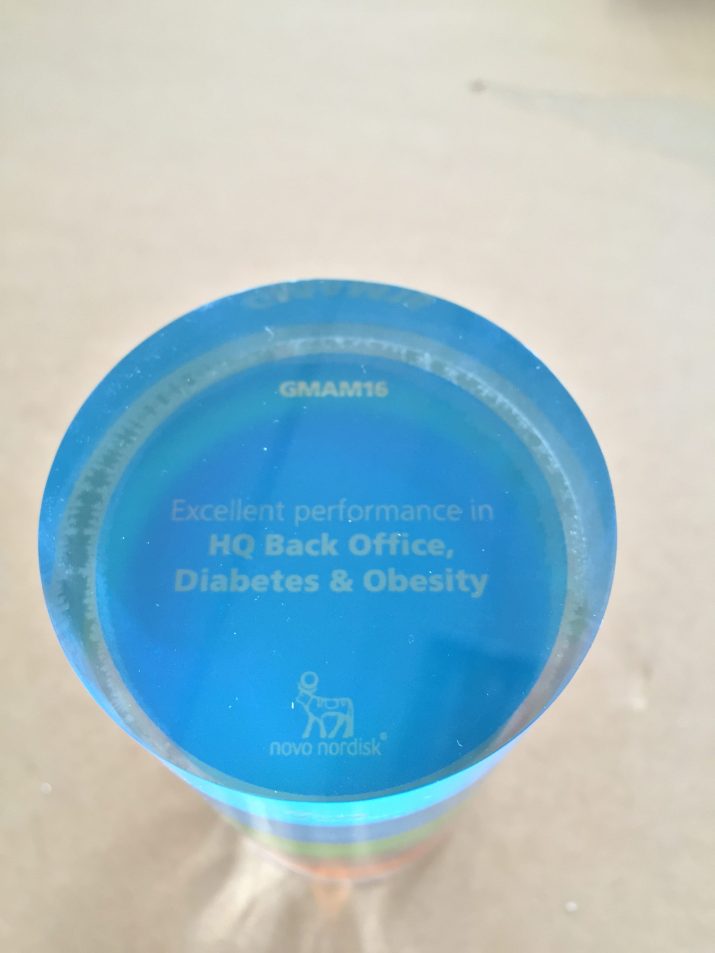 GMAM16
Excellent performance in
HQ Back Office,
Diabetes & Obesity
novo nordisk®